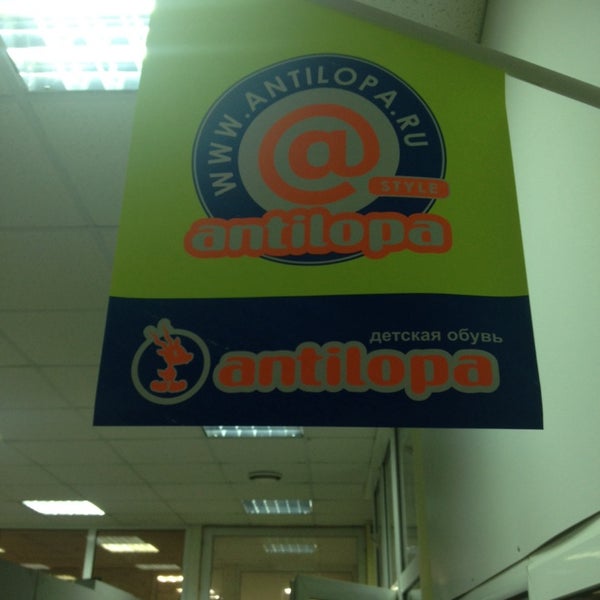 WWW.ANTILOPA.RU
@
STYLE
antilopa
детская обувь
antilopa